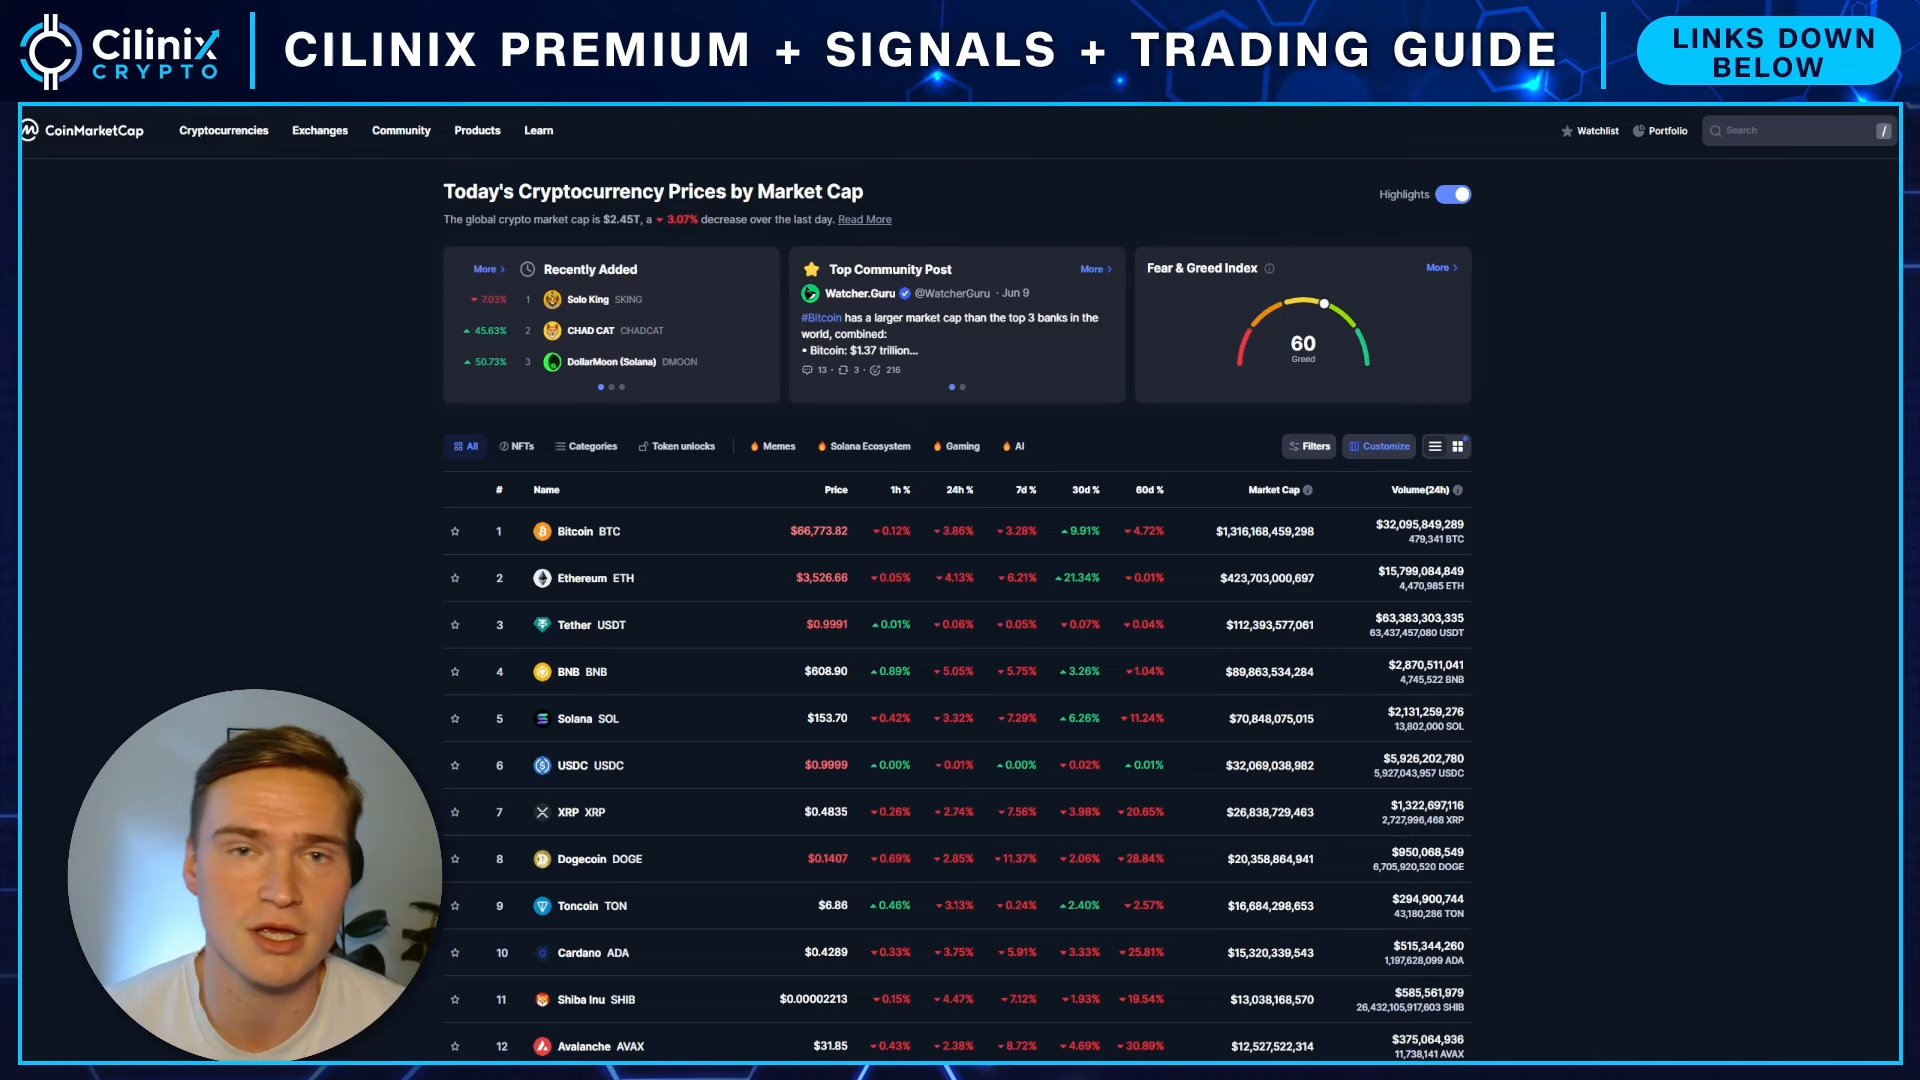 Cilinix
CRYPTO
CILINIX PREMIUM + SIGNALS + TRADING GUIDE
LINKS DOWN
BELOW
CoinMarketCap Cryptocurrencies Exchanges Community Products Learn Watchlist Portfolio Search /
Today's Cryptocurrency Prices by Market Cap
Highlights
The global crypto market cap is $2.45T, a 3.07% decrease over the last day. Read More
More Recently Added
7.03% 1 Solo King SKING
45.63% 2 CHAD CAT CHADCAT
50.73% 3 DollarMoon (Solana) DMOON
Top Community Post More
Watcher.Guru @WatcherGuru · Jun 9
#Bitcoin has a larger market cap than the top 3 banks in the
world, combined:
• Bitcoin: $1.37 trillion...
13 · 3 · 216
Fear & Greed Index More
60
Greed
All NFTs Categories Token unlocks Memes Solana Ecosystem Gaming AI Filters Customize
# Name Price 1h % 24h % 7d % 30d % 60d % Market Cap Volume(24h)
1 Bitcoin BTC $66,773.82 0.12% 3.86% 3.28% 9.91% 4.72% $1,316,168,459,298 $32,095,849,289
479,341 BTC
2 Ethereum ETH $3,526.66 0.05% 4.13% 6.21% 21.34% 0.01% $423,703,000,697 $15,799,084,849
4,470,985 ETH
3 Tether USDT $0.9991 0.01% 0.06% 0.05% 0.07% 0.04% $112,393,577,061 $63,383,303,335
63,437,457,080 USDT
4 BNB BNB $608.90 0.89% 5.05% 5.75% 3.26% 1.04% $89,863,534,284 $2,870,511,041
4,745,522 BNB
5 Solana SOL $153.70 0.42% 3.32% 7.29% 6.26% 11.24% $70,848,075,015 $2,131,259,276
13,802,000 SOL
6 USDC USDC $0.9999 0.00% 0.01% 0.00% 0.02% 0.01% $32,069,038,982 $5,926,202,780
5,927,043,957 USDC
7 XRP XRP $0.4835 0.26% 2.74% 7.56% 3.98% 20.65% $26,838,729,463 $1,322,697,116
2,727,996,468 XRP
8 Dogecoin DOGE $0.1407 0.69% 2.85% 11.37% 2.06% 28.84% $20,358,864,941 $950,068,549
6,705,920,520 DOGE
9 Toncoin TON $6.86 0.46% 3.13% 0.24% 2.40% 2.57% $16,684,298,653 $294,900,744
43,180,286 TON
10 Cardano ADA $0.4289 0.33% 3.75% 5.91% 3.33% 25.81% $15,320,339,543 $515,344,260
1,197,628,099 ADA
11 Shiba Inu SHIB $0.00002213 0.15% 4.47% 7.12% 1.93% 19.54% $13,038,168,570 $585,561,979
26,432,105,917,603 SHIB
12 Avalanche AVAX $31.85 0.43% 2.38% 8.72% 4.69% 30.89% $12,527,522,314 $375,064,936
11,738,141 AVAX